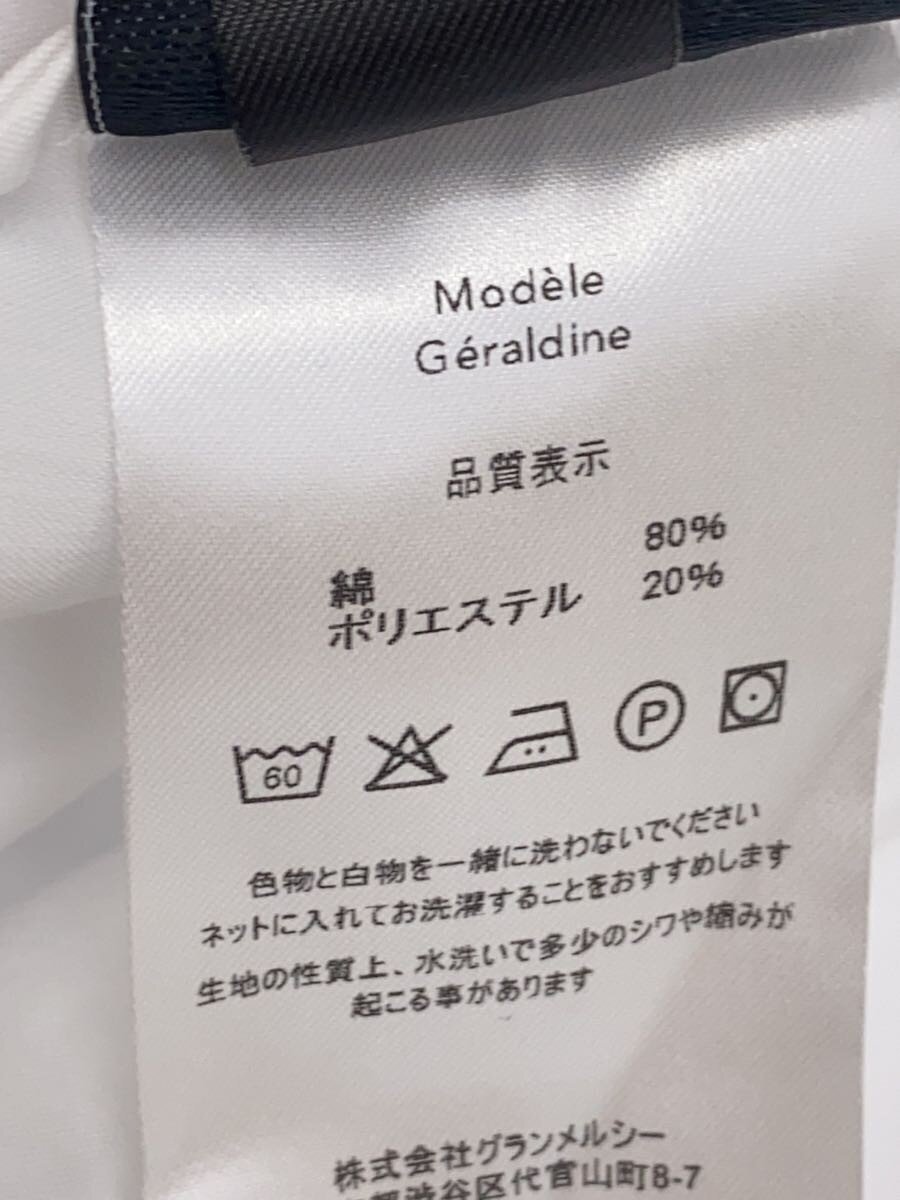 Modèle
Géraldine
品質表示
綿 80%
ポリエステル 20%
60
P
色物と白物を一緒に洗わないでください
ネットに入れてお洗濯することをおすすめします
生地の性質上、水洗いで多少のシワや縮みが
起こる事があります
株式会社グランメルシー
都渋谷区代官山町8-7